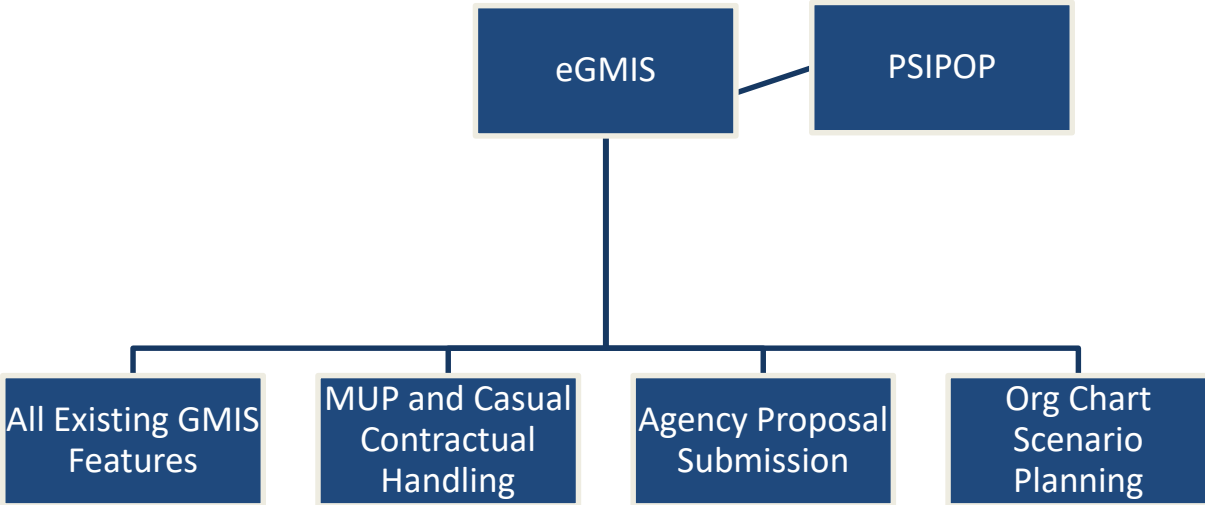 eGMIS
PSIPOP
All Existing GMIS
Features
MUP and Casual
Contractual
Handling
Agency Proposal
Submission
Org Chart
Scenario
Planning